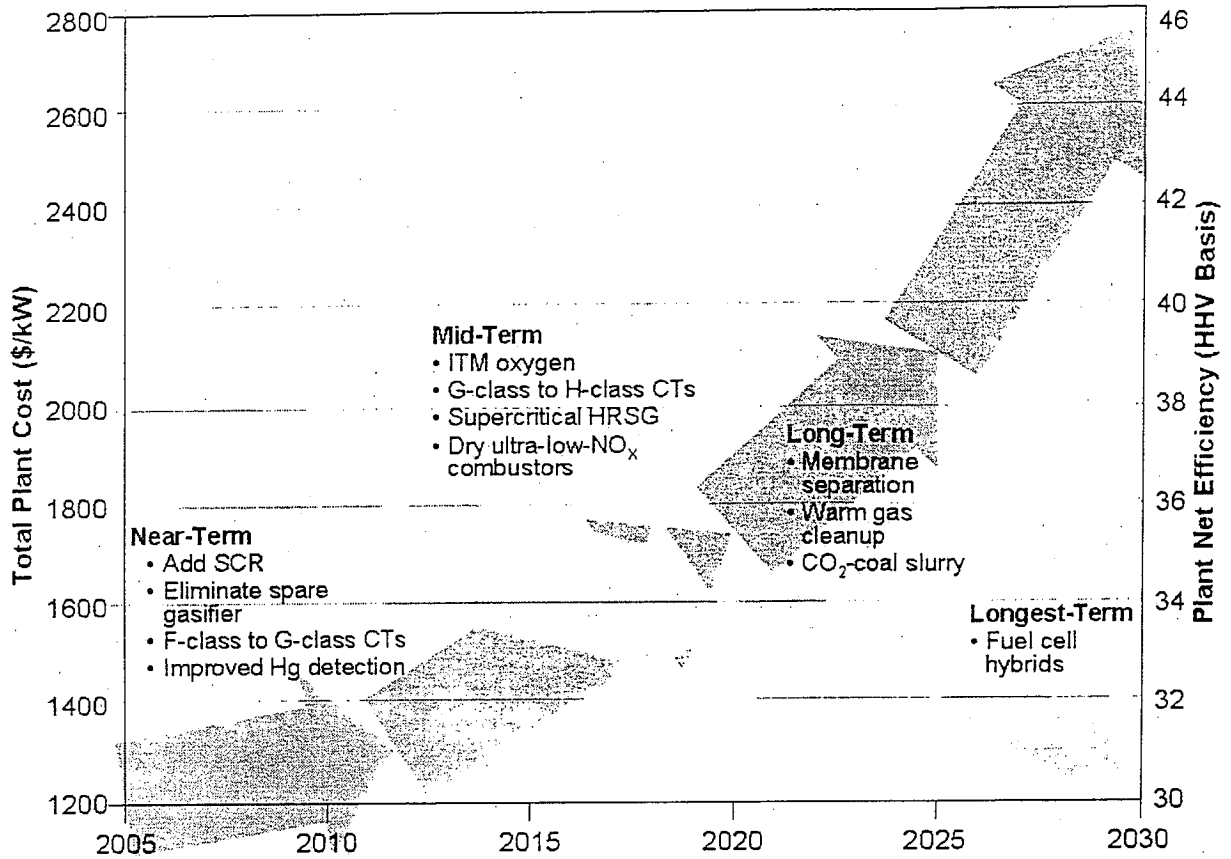 2800
2600
2400
2200
2000
1800
1600
1400
1200
Total Plant Cost ($/kW)
46
44
42
40
38
36
34
32
30
Plant Net Efficiency (HHV Basis)
2005
2010
2015
2020
2025
2030
Near-Term
• Add SCR
• Eliminate spare
gasifier
• F-class to G-class CTs
• Improved Hg detection
Mid-Term
• ITM oxygen
• G-class to H-class CTs
• Supercritical HRSG
• Dry ultra-low-NOX
combustors
Long-Term
• Membrane
separation
• Warm gas
cleanup
• CO2-coal slurry
Longest-Term
• Fuel cell
hybrids